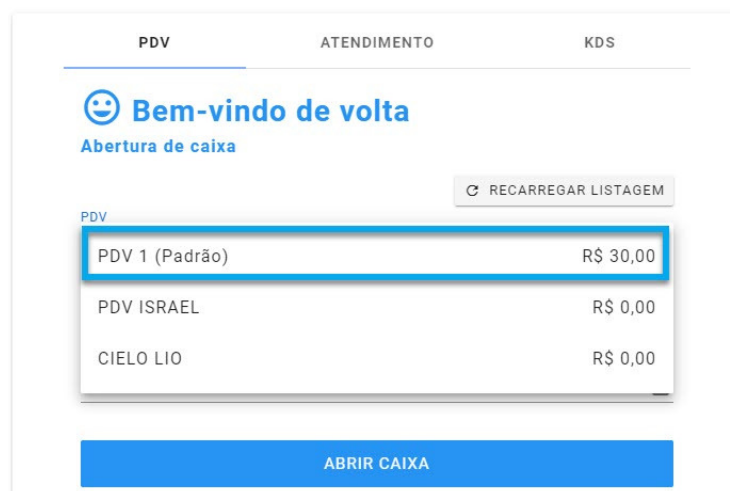 PDV ATENDIMENTO KDS
Bem-vindo de volta
Abertura de caixa
RECARREGAR LISTAGEM
PDV
PDV 1 (Padrão) R$ 30,00
PDV ISRAEL R$ 0,00
CIELO LIO R$ 0,00
ABRIR CAIXA